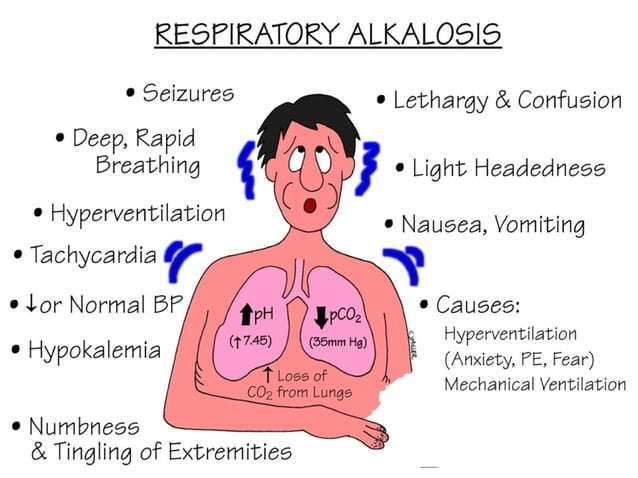 RESPIRATORY ALKALOSIS
• Seizures
• Deep, Rapid
Breathing
• Hyperventilation
• Tachycardia
• ↓or Normal BP
• Hypokalemia
• Numbness
& Tingling of Extremities
• Lethargy & Confusion
• Light Headedness
• Nausea, Vomiting
• Causes:
Hyperventilation
(Anxiety, PE, Fear)
Mechanical Ventilation
↑pH
(↑7.45)
↓pCO₂
(35mm Hg)
↑ Loss of
CO₂ from Lungs